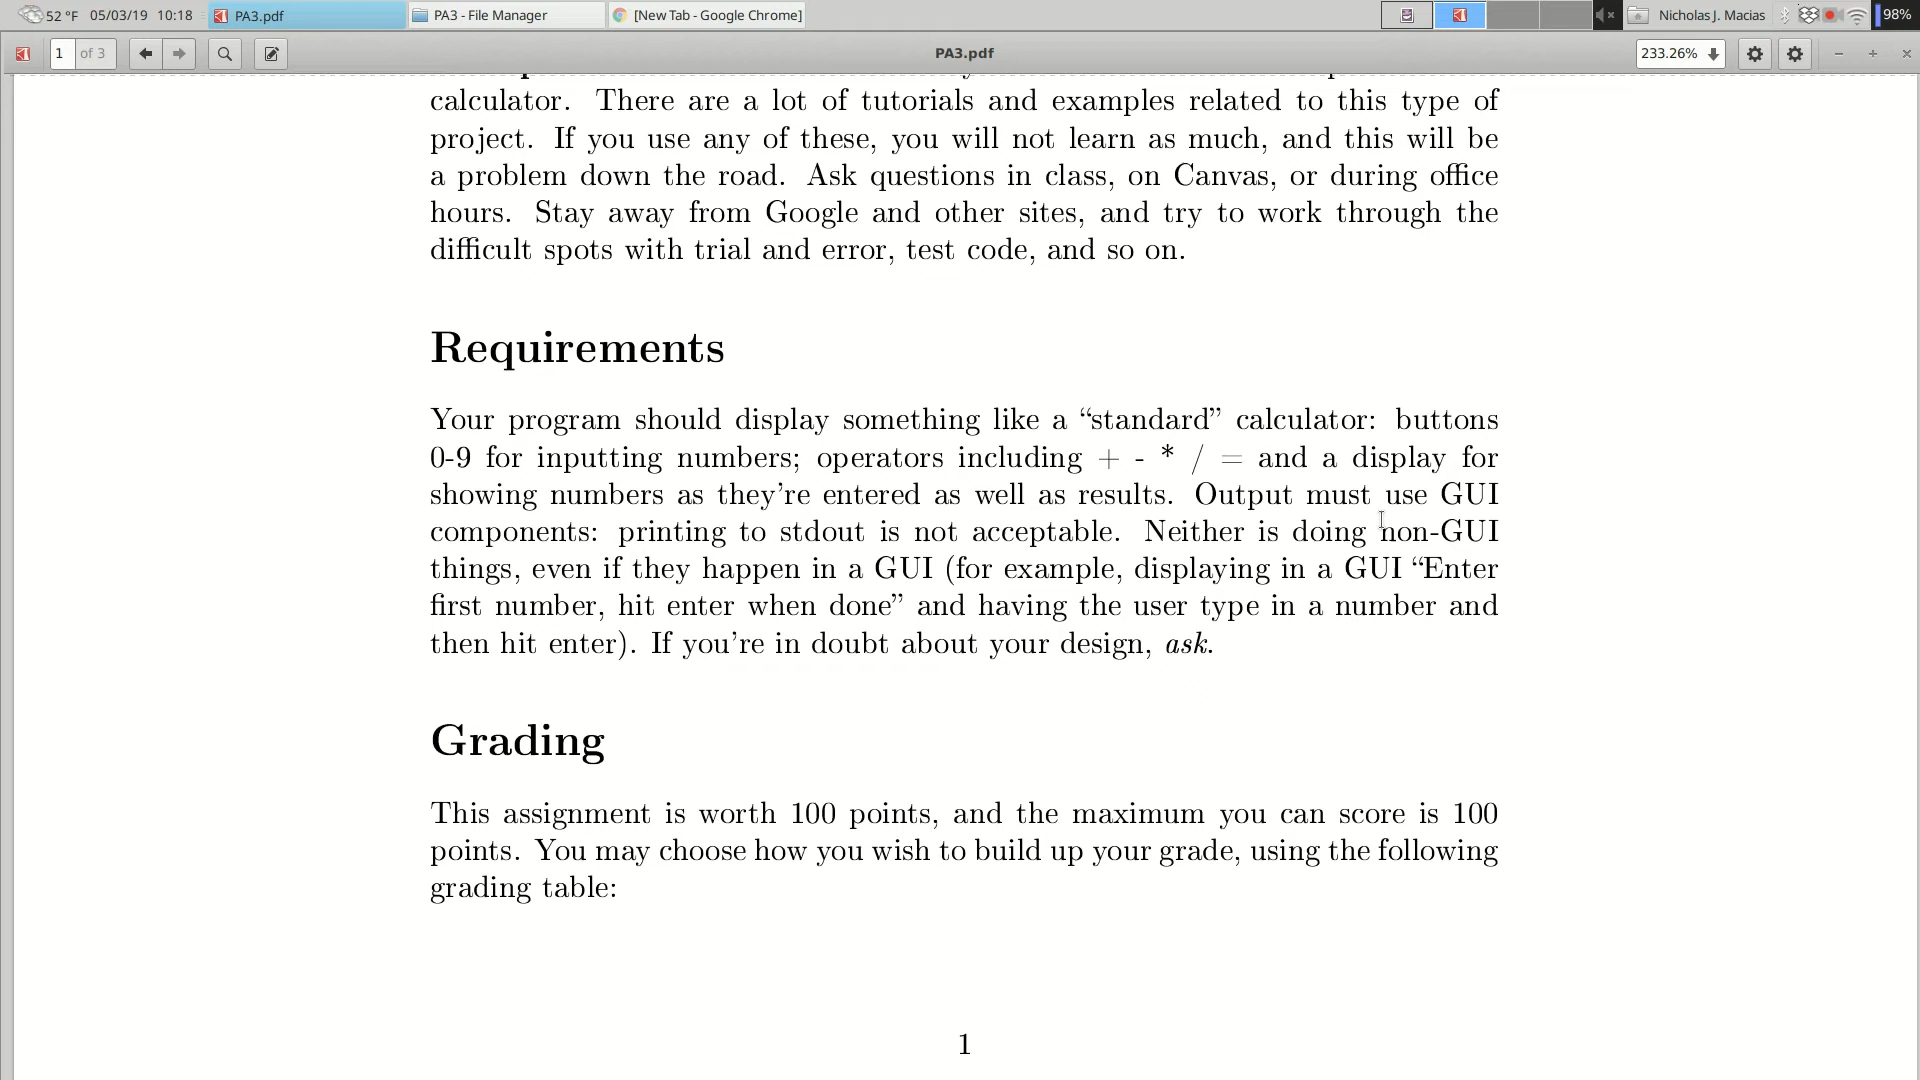 52 °F 05/03/19 10:18 PA3.pdf PA3 - File Manager [New Tab - Google Chrome] Nicholas J. Macias 98%
1 of 3 PA3.pdf 233.26%
calculator. There are a lot of tutorials and examples related to this type of
project. If you use any of these, you will not learn as much, and this will be
a problem down the road. Ask questions in class, on Canvas, or during office
hours. Stay away from Google and other sites, and try to work through the
difficult spots with trial and error, test code, and so on.
Requirements
Your program should display something like a “standard” calculator: buttons
0-9 for inputting numbers; operators including + - * / = and a display for
showing numbers as they’re entered as well as results. Output must use GUI
components: printing to stdout is not acceptable. Neither is doing non-GUI
things, even if they happen in a GUI (for example, displaying in a GUI “Enter
first number, hit enter when done” and having the user type in a number and
then hit enter). If you’re in doubt about your design, ask.
Grading
This assignment is worth 100 points, and the maximum you can score is 100
points. You may choose how you wish to build up your grade, using the following
grading table:
1